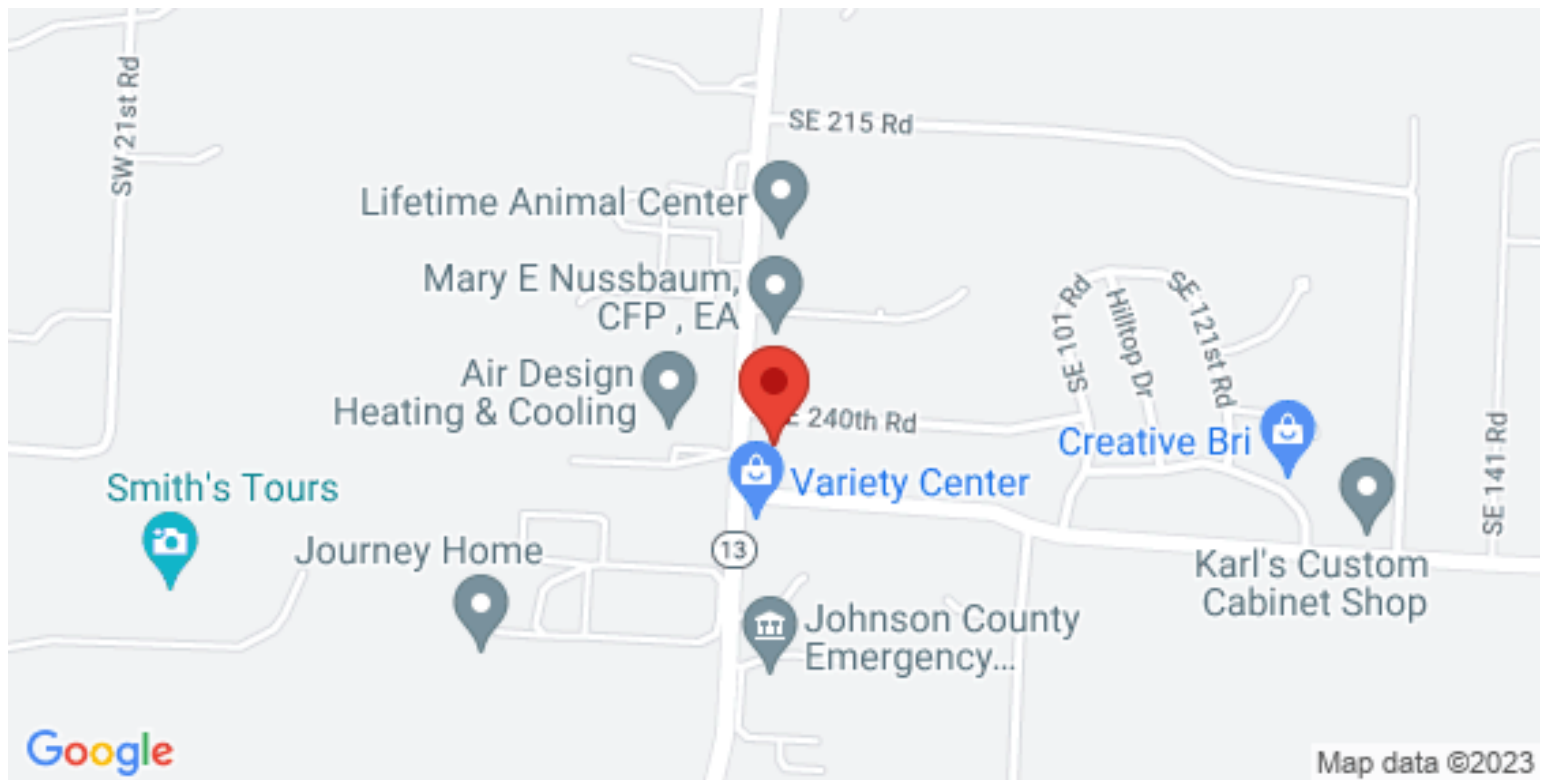 SW 21st Rd
SE 215 Rd
Lifetime Animal Center
Mary E Nussbaum,
CFP , EA
Air Design
Heating & Cooling
E 240th Rd
SE 101 Rd
Hilltop Dr
SE 121st Rd
Creative Bri
Variety Center
SE 141 Rd
Smith's Tours
Journey Home
13
Karl's Custom
Cabinet Shop
Johnson County
Emergency...
Google
Map data ©2023